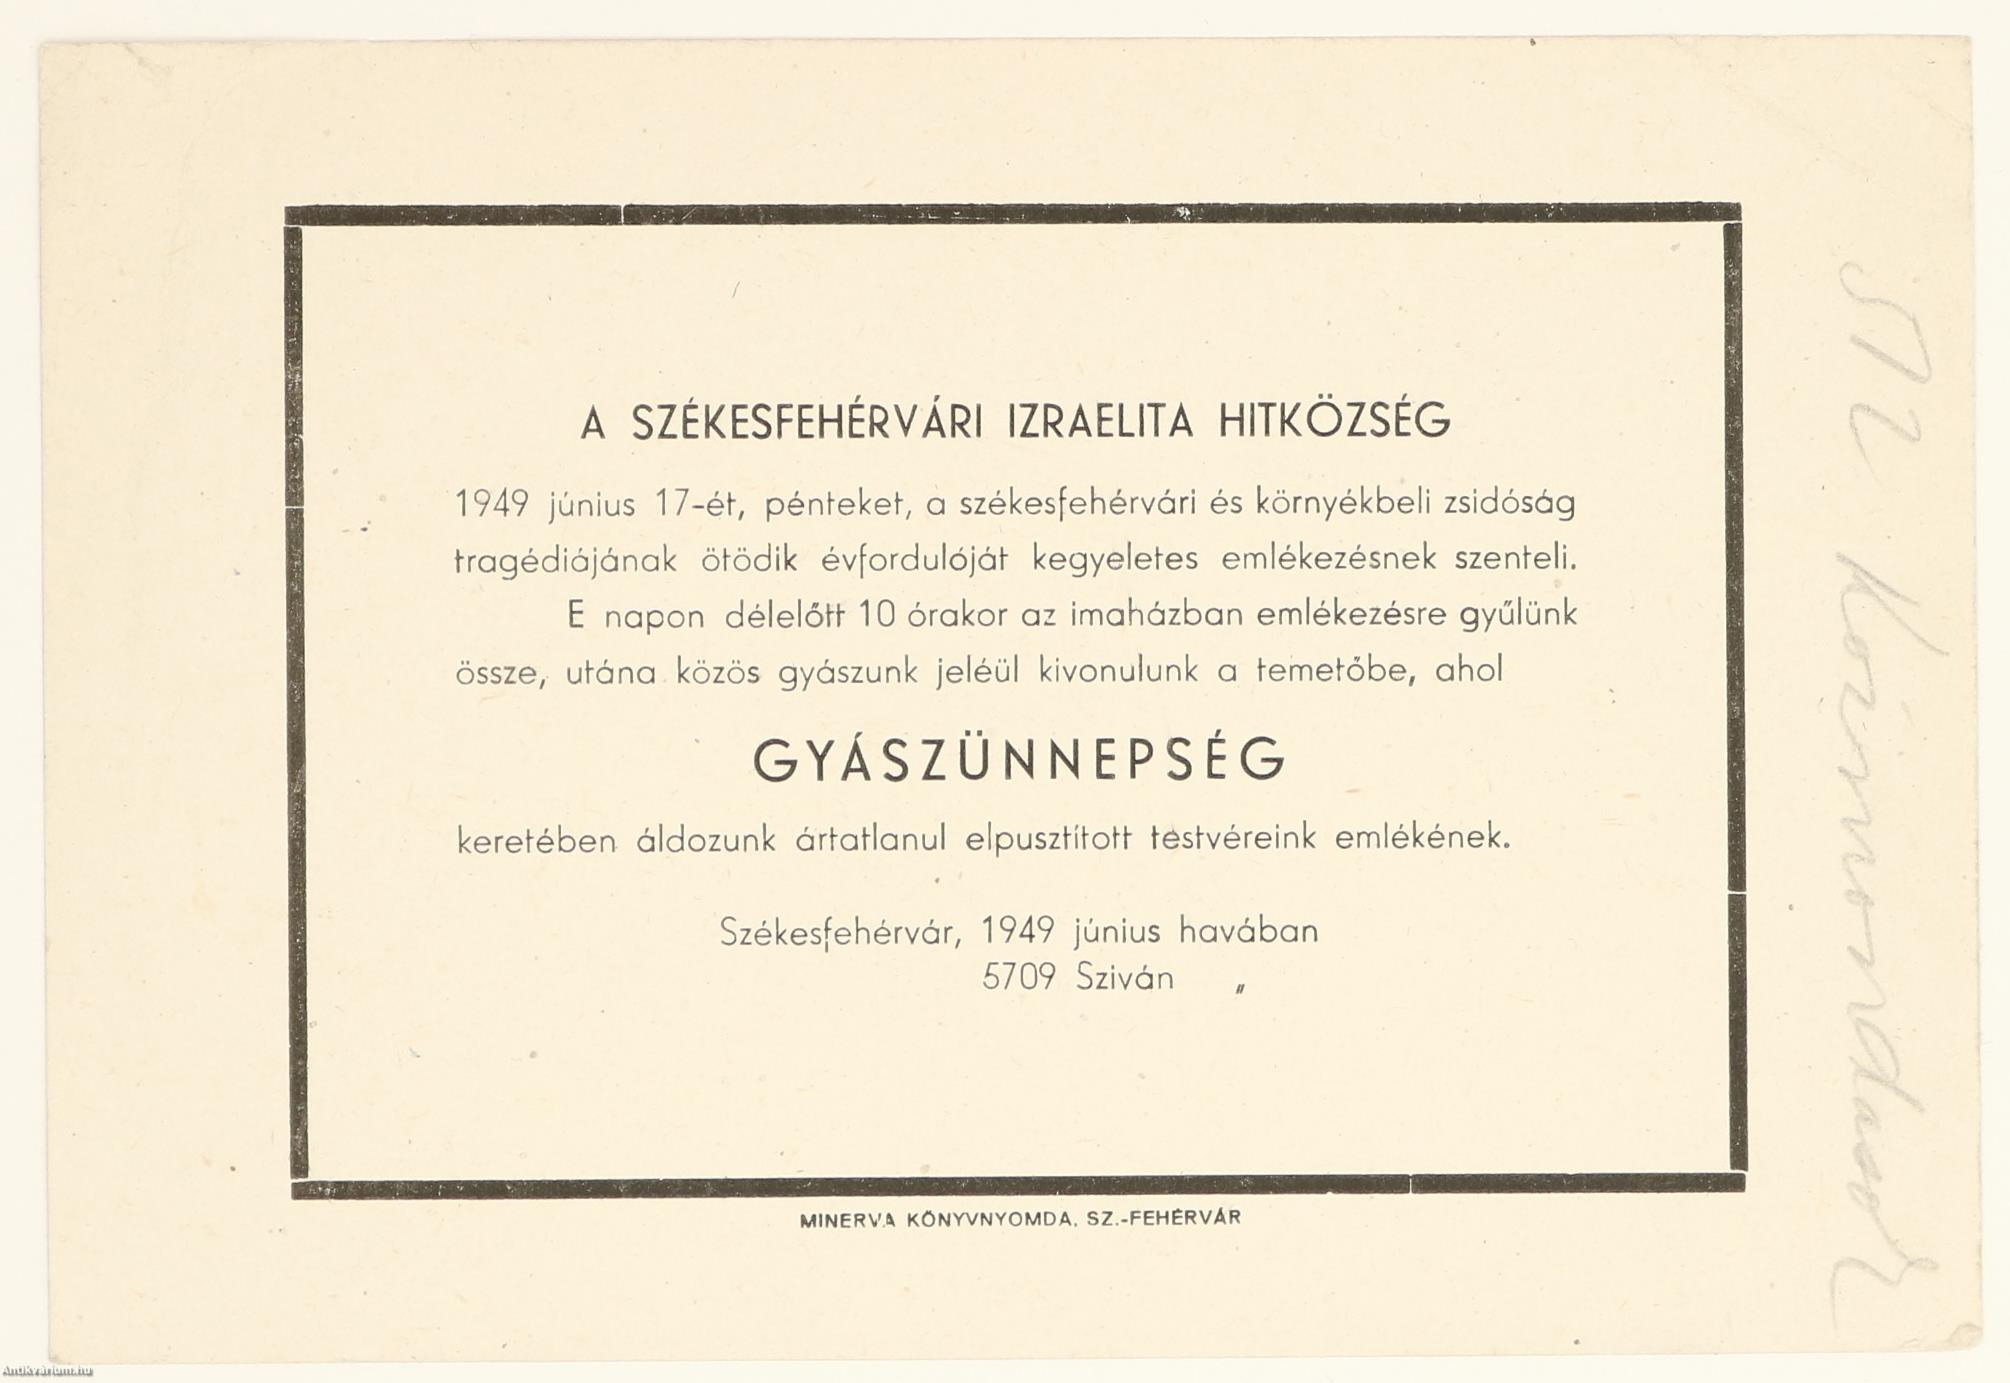 A SZÉKESFEHÉRVÁRI IZRAELITA HITKÖZSÉG
1949 június 17-ét, pénteket, a székesfehérvári és környékbeli zsidóság
tragédiájának ötödik évfordulóját kegyeletes emlékezésnek szenteli.
E napon délelőtt 10 órakor az imaházban emlékezésre gyűlünk
össze, utána közös gyászunk jeléül kivonulunk a temetőbe, ahol
GYÁSZÜNNEPSÉG
keretében áldozunk ártatlanul elpusztított testvéreink emlékének.
Székesfehérvár, 1949 június havában
5709 Sziván „
MINERVA KÖNYVNYOMDA, SZ.-FEHÉRVÁR
Antikvárium.hu